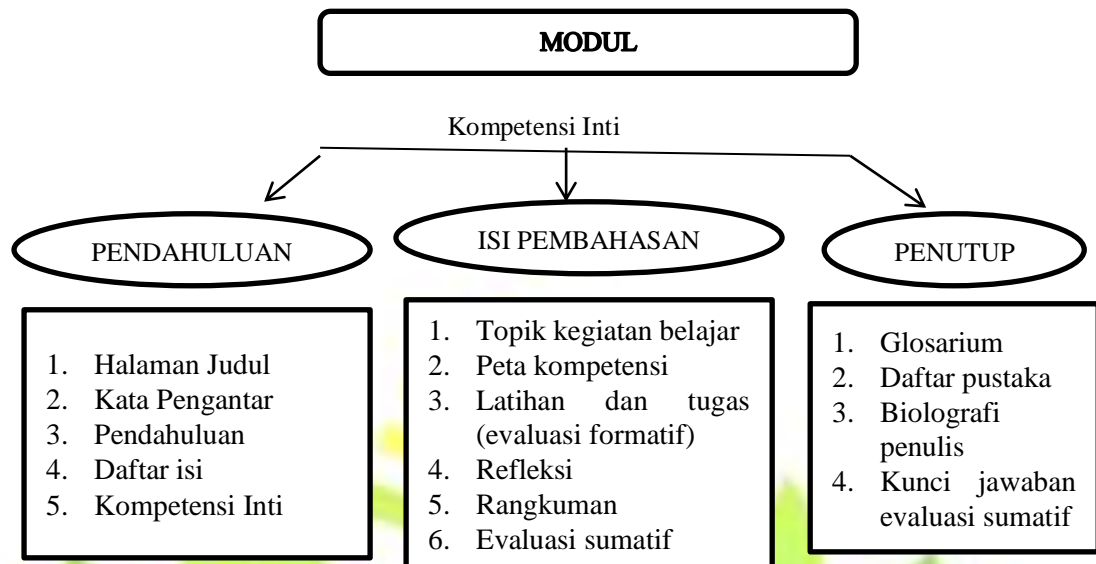 MODUL
Kompetensi Inti
PENDAHULUAN
ISI PEMBAHASAN
PENUTUP
1. Halaman Judul
2. Kata Pengantar
3. Pendahuluan
4. Daftar isi
5. Kompetensi Inti
1. Topik kegiatan belajar
2. Peta kompetensi
3. Latihan dan tugas
(evaluasi formatif)
4. Refleksi
5. Rangkuman
6. Evaluasi sumatif
1. Glosarium
2. Daftar pustaka
3. Biolografi
penulis
4. Kunci jawaban
evaluasi sumatif